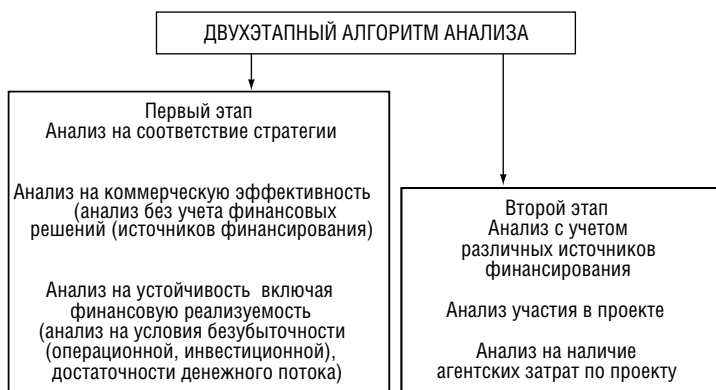 ДВУХЭТАПНЫЙ АЛГОРИТМ АНАЛИЗА
Первый этап
Анализ на соответствие стратегии
Анализ на коммерческую эффективность
(анализ без учета финансовых
решений (источников финансирования)
Анализ на устойчивость включая
финансовую реализуемость
(анализ на условия безубыточности
(операционной, инвестиционной),
достаточности денежного потока)
Второй этап
Анализ с учетом
различных источников
финансирования
Анализ участия в проекте
Анализ на наличие
агентских затрат по проекту